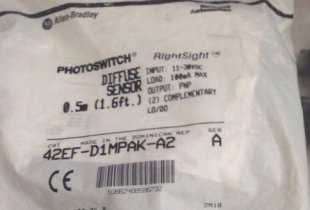 Allen-Bradley
PHOTOSWITCH® RightSight™
DIFFUSE SENSOR
0.5m (1.6ft.)
INPUT: 11-30VDC
LOAD: 100mA MAX
OUTPUT: PNP
(2) COMPLEMENTARY
LO/DO
CAT MADE IN THE DOMINICAN REP SER
42EF-D1MPAK-A2 A
CE